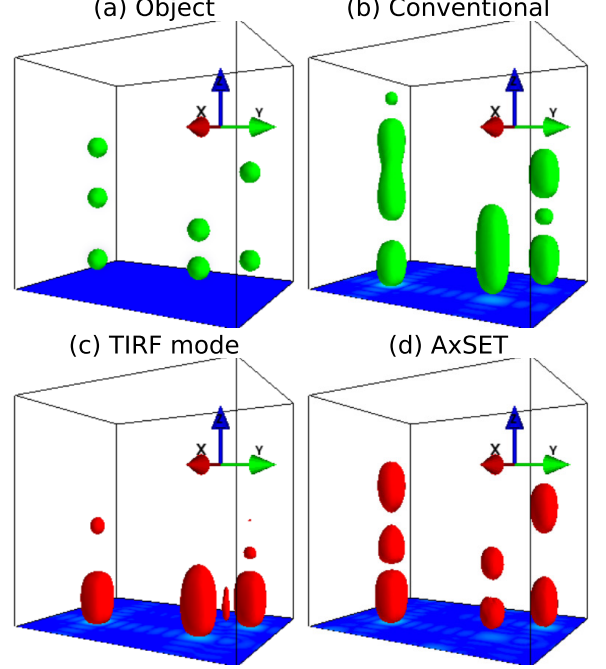 (a) Object
(b) Conventional
X
Y
X
Y
(c) TIRF mode
(d) AxSET
X
Y
X
Y